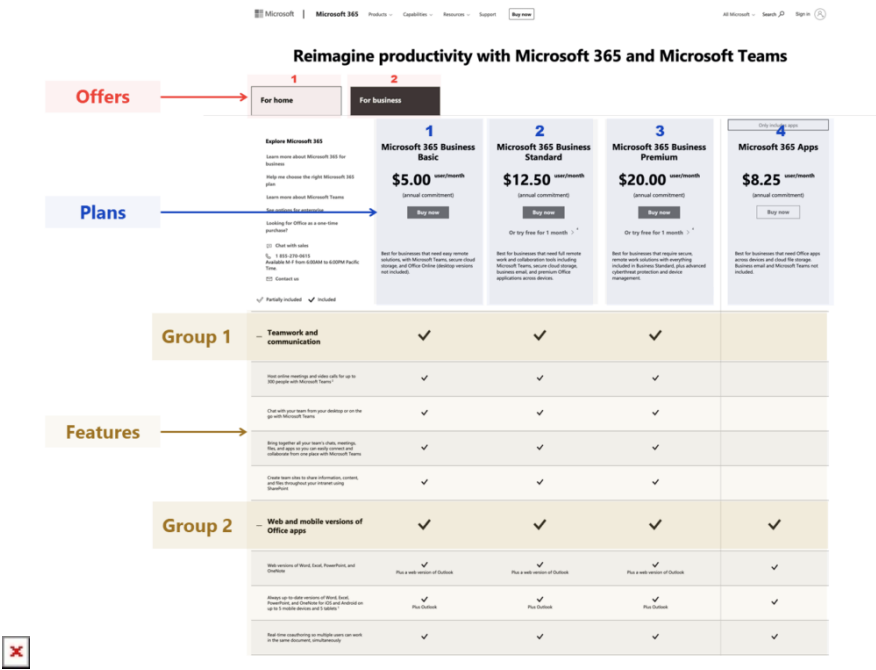 Microsoft | Microsoft 365 Products Capabilities Resources Support Buy now All Microsoft Search Sign in
Reimagine productivity with Microsoft 365 and Microsoft Teams
1 2
Offers
For home For business
Only includes apps
1 2 3 4
Explore Microsoft 365
Learn more about Microsoft 365 for
business
Help me choose the right Microsoft 365
plan
Learn more about Microsoft Teams
See options for enterprise
Looking for Office as a one-time
purchase?
Chat with sales
1 855-270-0615
Available M-F from 6:00AM to 6:00PM Pacific
Time.
Contact us
Partially included Included
Plans
Microsoft 365 Business
Basic
$5.00 user/month
(annual commitment)
Buy now
Best for businesses that need easy remote
solutions, with Microsoft Teams, secure cloud
storage, and Office Online (desktop versions
not included).
Microsoft 365 Business
Standard
$12.50 user/month
(annual commitment)
Buy now
Or try free for 1 month
Best for businesses that need full remote
work and collaboration tools including
Microsoft Teams, secure cloud storage,
business email, and premium Office
applications across devices.
Microsoft 365 Business
Premium
$20.00 user/month
(annual commitment)
Buy now
Or try free for 1 month
Best for businesses that require secure,
remote work solutions with everything
included in Business Standard, plus advanced
cyberthreat protection and device
management.
Microsoft 365 Apps
$8.25 user/month
(annual commitment)
Buy now
Best for businesses that need Office apps
across devices and cloud file storage.
Business email and Microsoft Teams not
included.
Group 1
Teamwork and
communication
Features
Host online meetings and video calls for up to
300 people with Microsoft Teams
Chat with your team from your desktop or on the
go with Microsoft Teams
Bring together all your team's chats, meetings,
files, and apps so you can easily connect and
collaborate from one place with Microsoft Teams
Create team sites to share information, content,
and files throughout your intranet using
SharePoint
Group 2
Web and mobile versions of
Office apps
Web versions of Word, Excel, PowerPoint, and
OneNote
Plus a web version of Outlook Plus a web version of Outlook Plus a web version of Outlook
Always up-to-date versions of Word, Excel,
PowerPoint, and OneNote for iOS and Android on
up to 5 mobile devices and 5 tablets
Plus Outlook Plus Outlook Plus Outlook
Real-time coauthoring so multiple users can work
in the same document, simultaneously